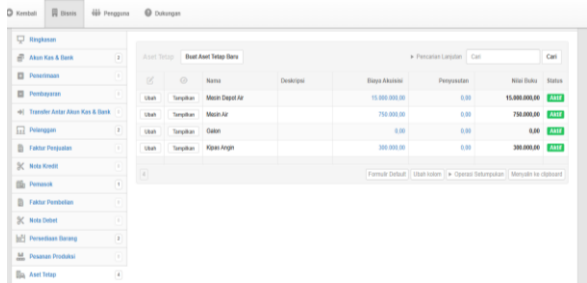 Kembali
Bisnis
Pengguna
Dukungan
Ringkasan
Akun Kas & Bank
Penerimaan
Pembayaran
Transfer Antar Akun Kas & Bank
Pelanggan
Faktur Penjualan
Nota Kredit
Pemasok
Faktur Pembelian
Nota Debet
Persediaan Barang
Pesanan Produksi
Aset Tetap
Aset Tetap Buat Aset Tetap Baru Pencarian Lanjutan Cari Cari
Nama Deskripsi Biaya Akuisisi Penyusutan Nilai Buku Status
Ubah Tampilkan Mesin Depot Air 15.000.000,00 0,00 15.000.000,00 Aktif
Ubah Tampilkan Mesin Air 750.000,00 0,00 750.000,00 Aktif
Ubah Tampilkan Galon 0,00 0,00 0,00 Aktif
Ubah Tampilkan Kipas Angin 300.000,00 0,00 300.000,00 Aktif
Formulir Default Ubah kolom Operasi Sekumpulan Menyalin ke clipboard